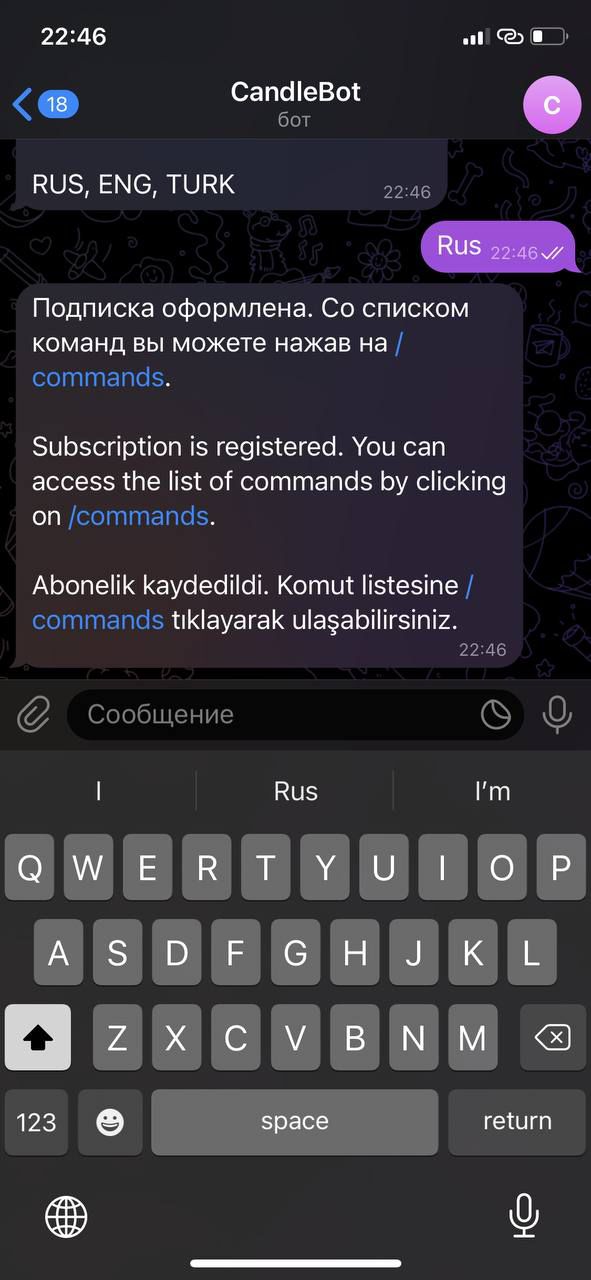 22:46
18
CandleBot
бот
C
RUS, ENG, TURK
22:46
Rus 22:46
Подписка оформлена. Со списком
команд вы можете нажав на /
commands.
Subscription is registered. You can
access the list of commands by clicking
on /commands.
Abonelik kaydedildi. Komut listesine /
commands tıklayarak ulaşabilirsiniz.
22:46
Сообщение
I Rus I’m
Q W E R T Y U I O P
A S D F G H J K L
Z X C V B N M
123 space return